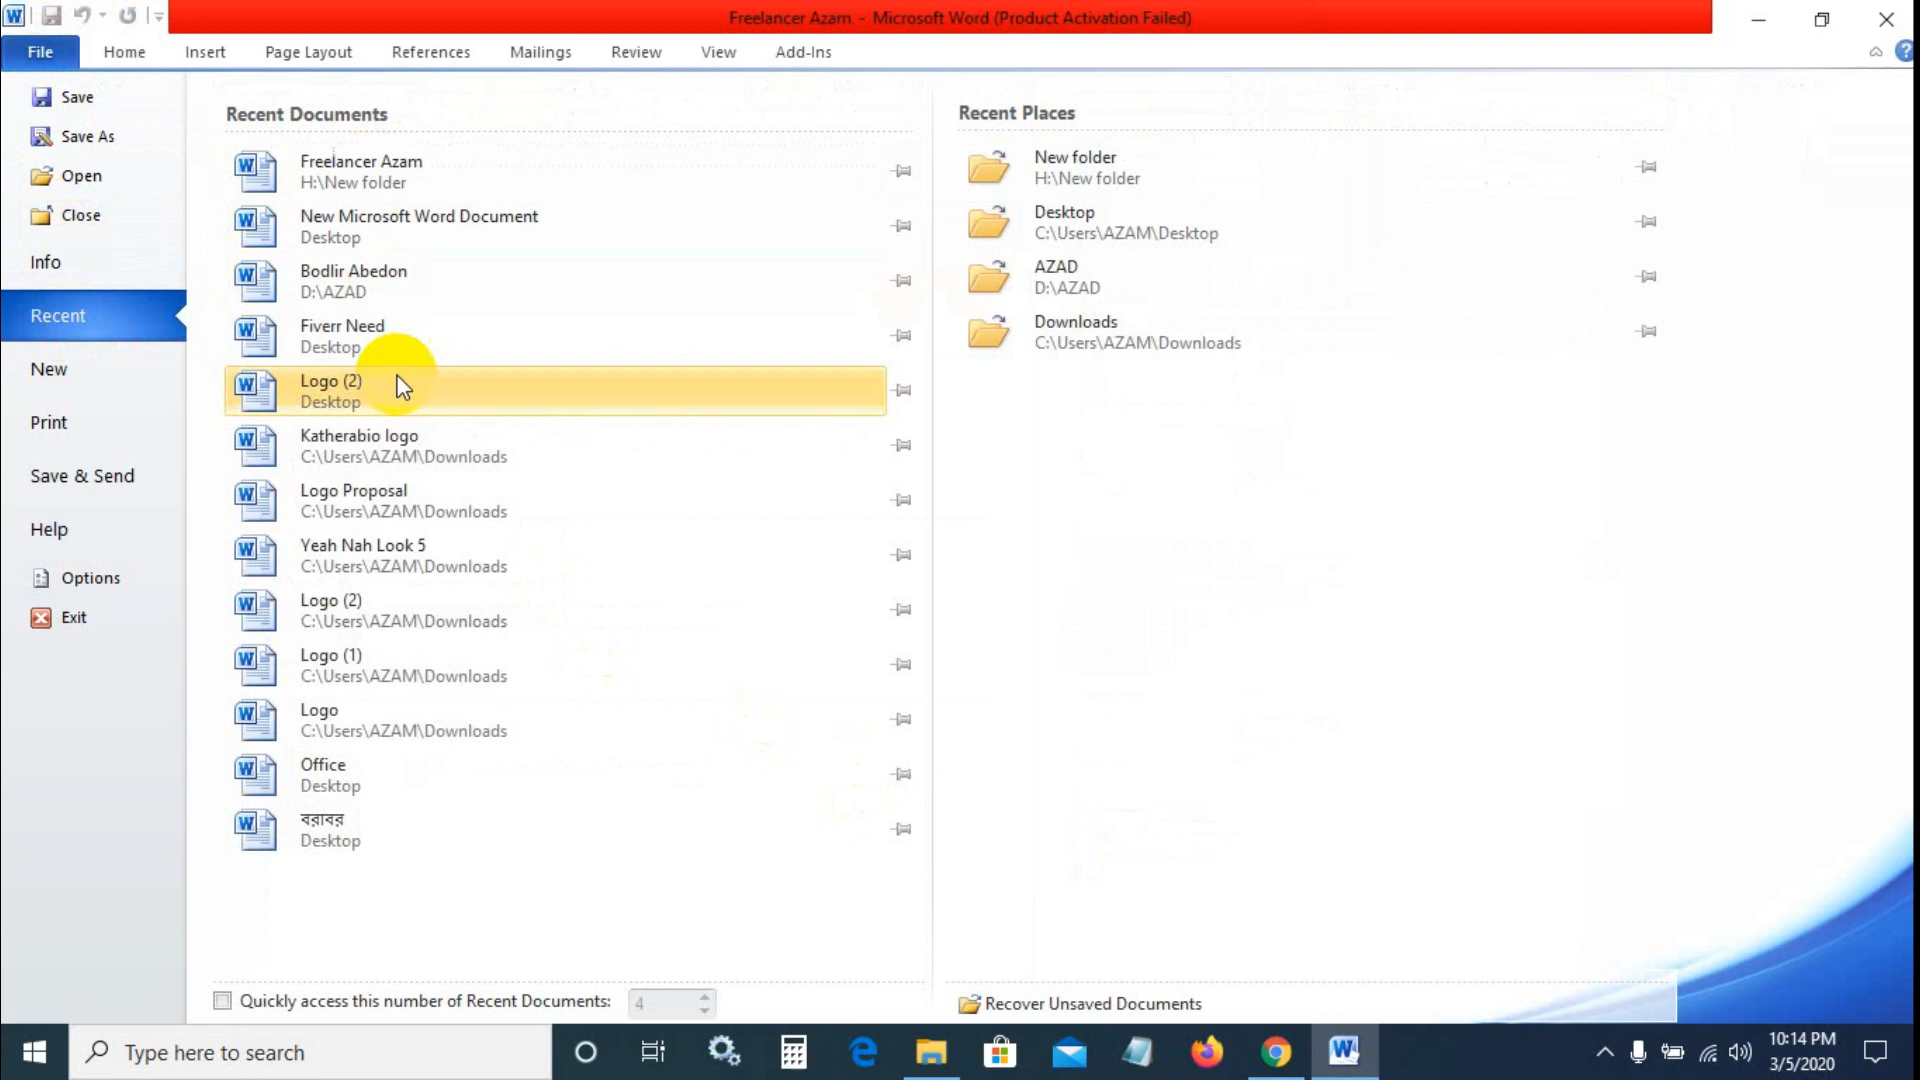 Freelancer Azam - Microsoft Word (Product Activation Failed)
File Home Insert Page Layout References Mailings Review View Add-Ins
Save
Save As
Open
Close
Info
Recent
New
Print
Save & Send
Help
Options
Exit
Recent Documents
Freelancer Azam
H:\New folder
New Microsoft Word Document
Desktop
Bodlir Abedon
D:\AZAD
Fiverr Need
Desktop
Logo (2)
Desktop
Katherabio logo
C:\Users\AZAM\Downloads
Logo Proposal
C:\Users\AZAM\Downloads
Yeah Nah Look 5
C:\Users\AZAM\Downloads
Logo (2)
C:\Users\AZAM\Downloads
Logo (1)
C:\Users\AZAM\Downloads
Logo
C:\Users\AZAM\Downloads
Office
Desktop
বরাবর
Desktop
Quickly access this number of Recent Documents: 4
Recent Places
New folder
H:\New folder
Desktop
C:\Users\AZAM\Desktop
AZAD
D:\AZAD
Downloads
C:\Users\AZAM\Downloads
Recover Unsaved Documents
Type here to search
10:14 PM
3/5/2020